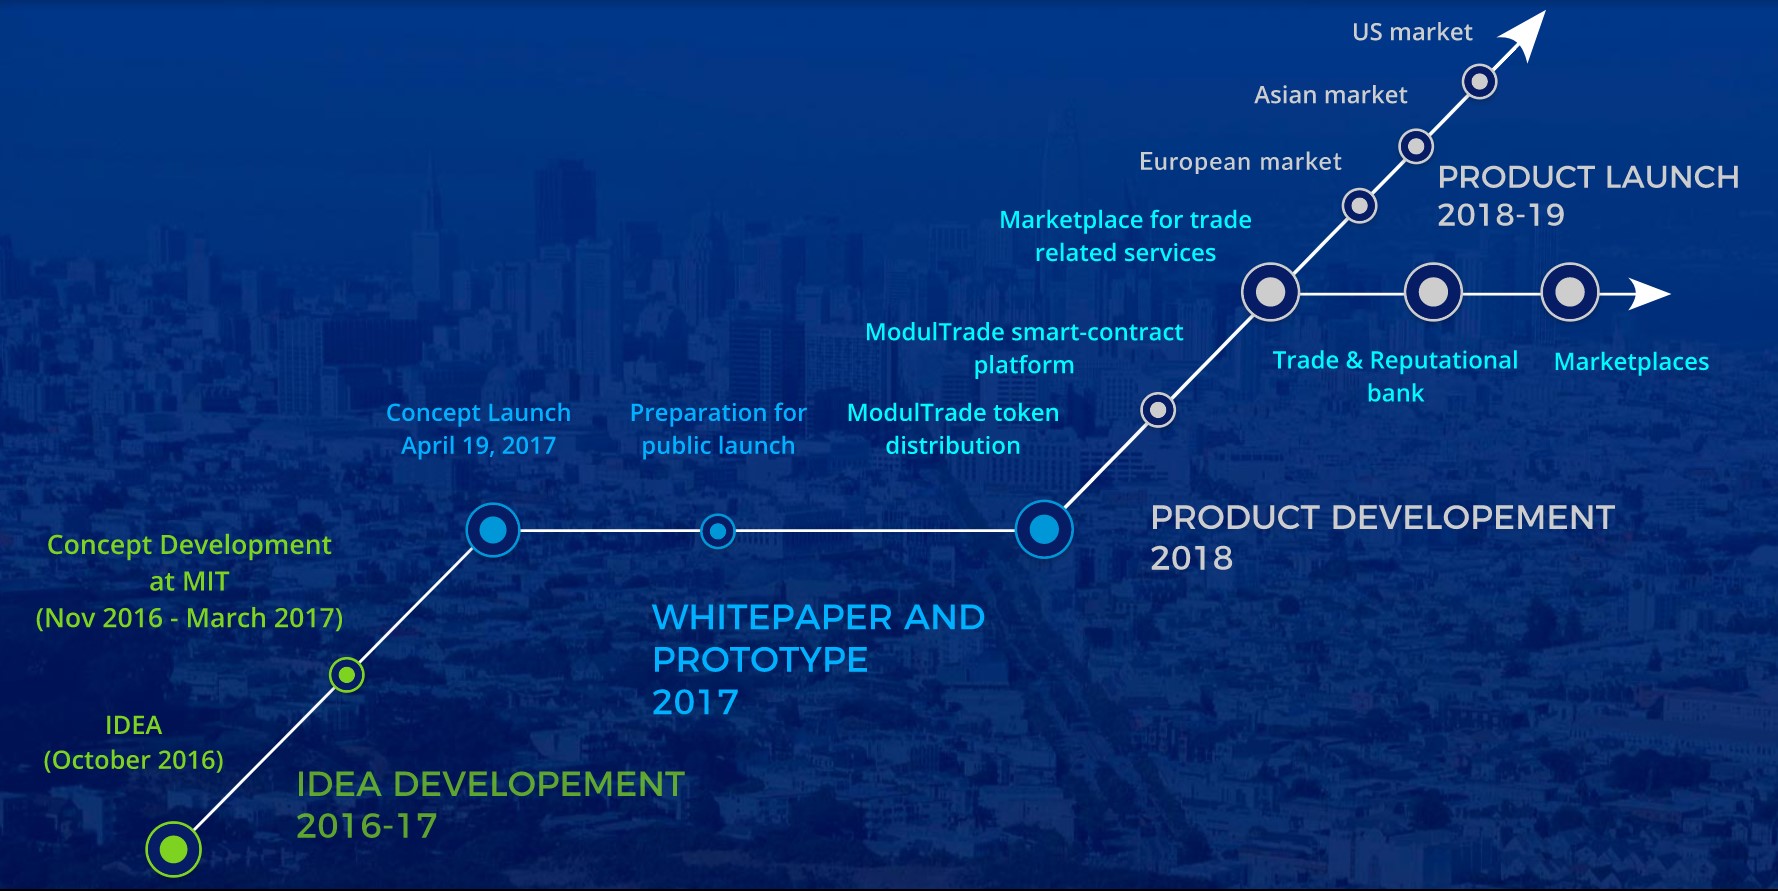 US market
Asian market
European market
PRODUCT LAUNCH
2018-19
Marketplace for trade
related services
ModulTrade smart-contract
platform
Trade & Reputational
bank
Marketplaces
Concept Launch
April 19, 2017
Preparation for
public launch
ModulTrade token
distribution
PRODUCT DEVELOPEMENT
2018
Concept Development
at MIT
(Nov 2016 - March 2017)
WHITEPAPER AND
PROTOTYPE
2017
IDEA
(October 2016)
IDEA DEVELOPEMENT
2016-17